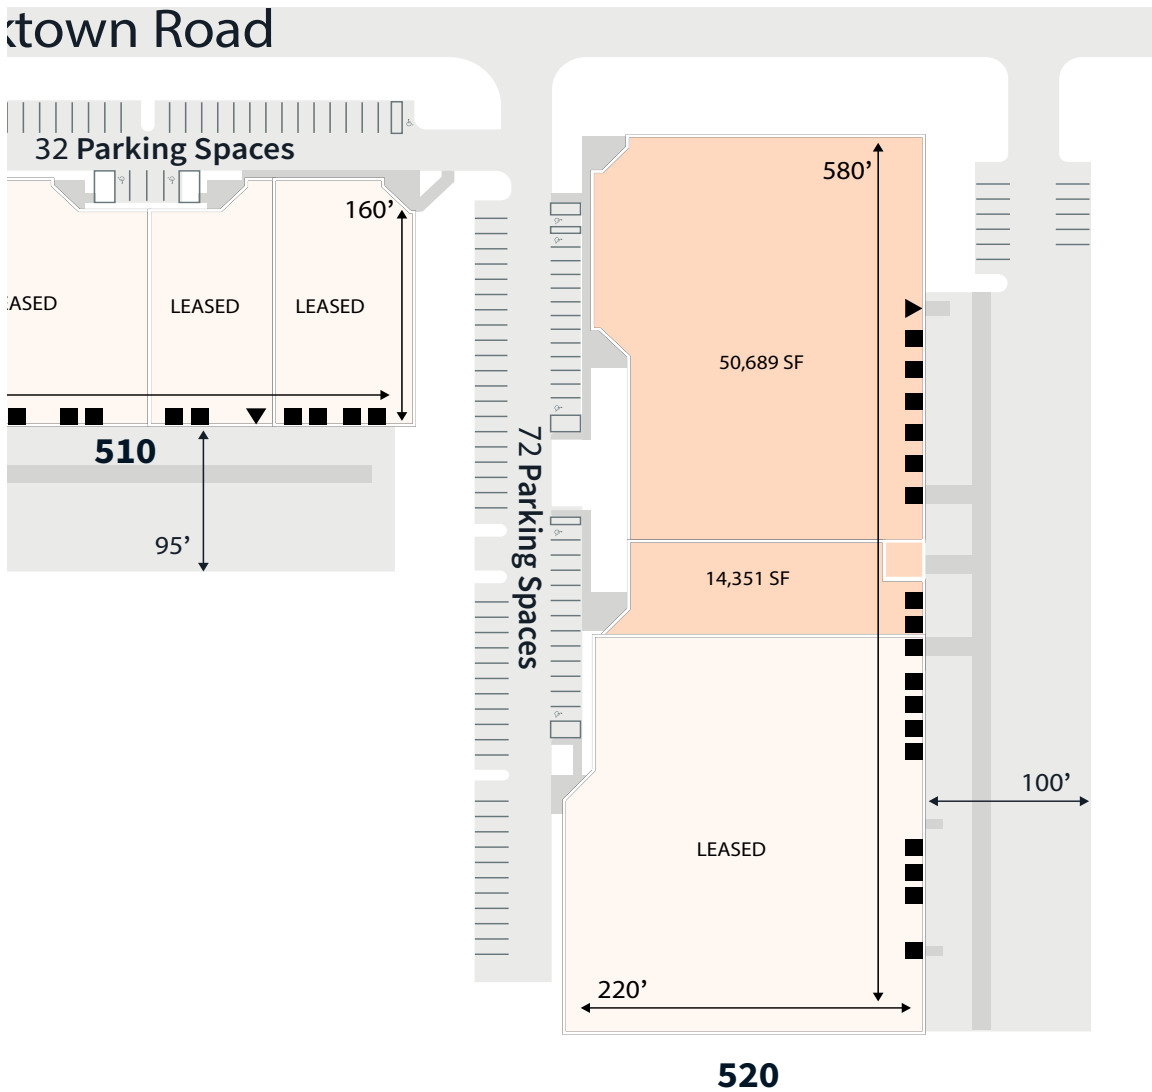 ktown Road
32 Parking Spaces
160’
580’
EASED
LEASED
LEASED
50,689 SF
510
72 Parking Spaces
95’
14,351 SF
100’
LEASED
220’
520